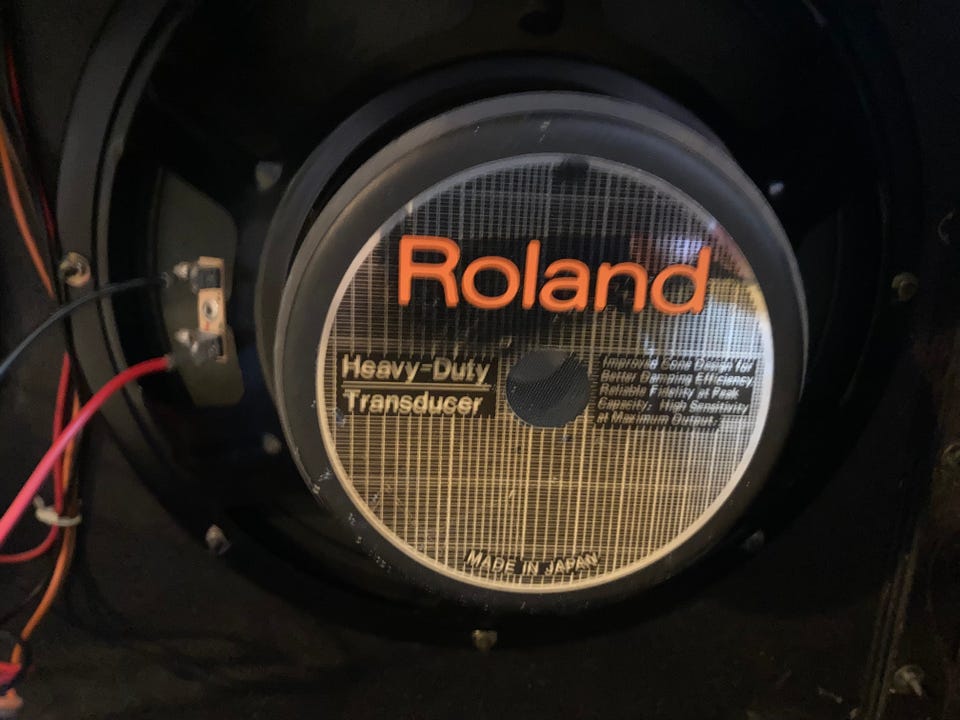 Roland
Heavy-Duty
Transducer
Improved Cone Design for
Better Damping Efficiency.
Reliable Fidelity at Peak
Capacity. High Sensitivity
at Maximum Output.
MADE IN JAPAN